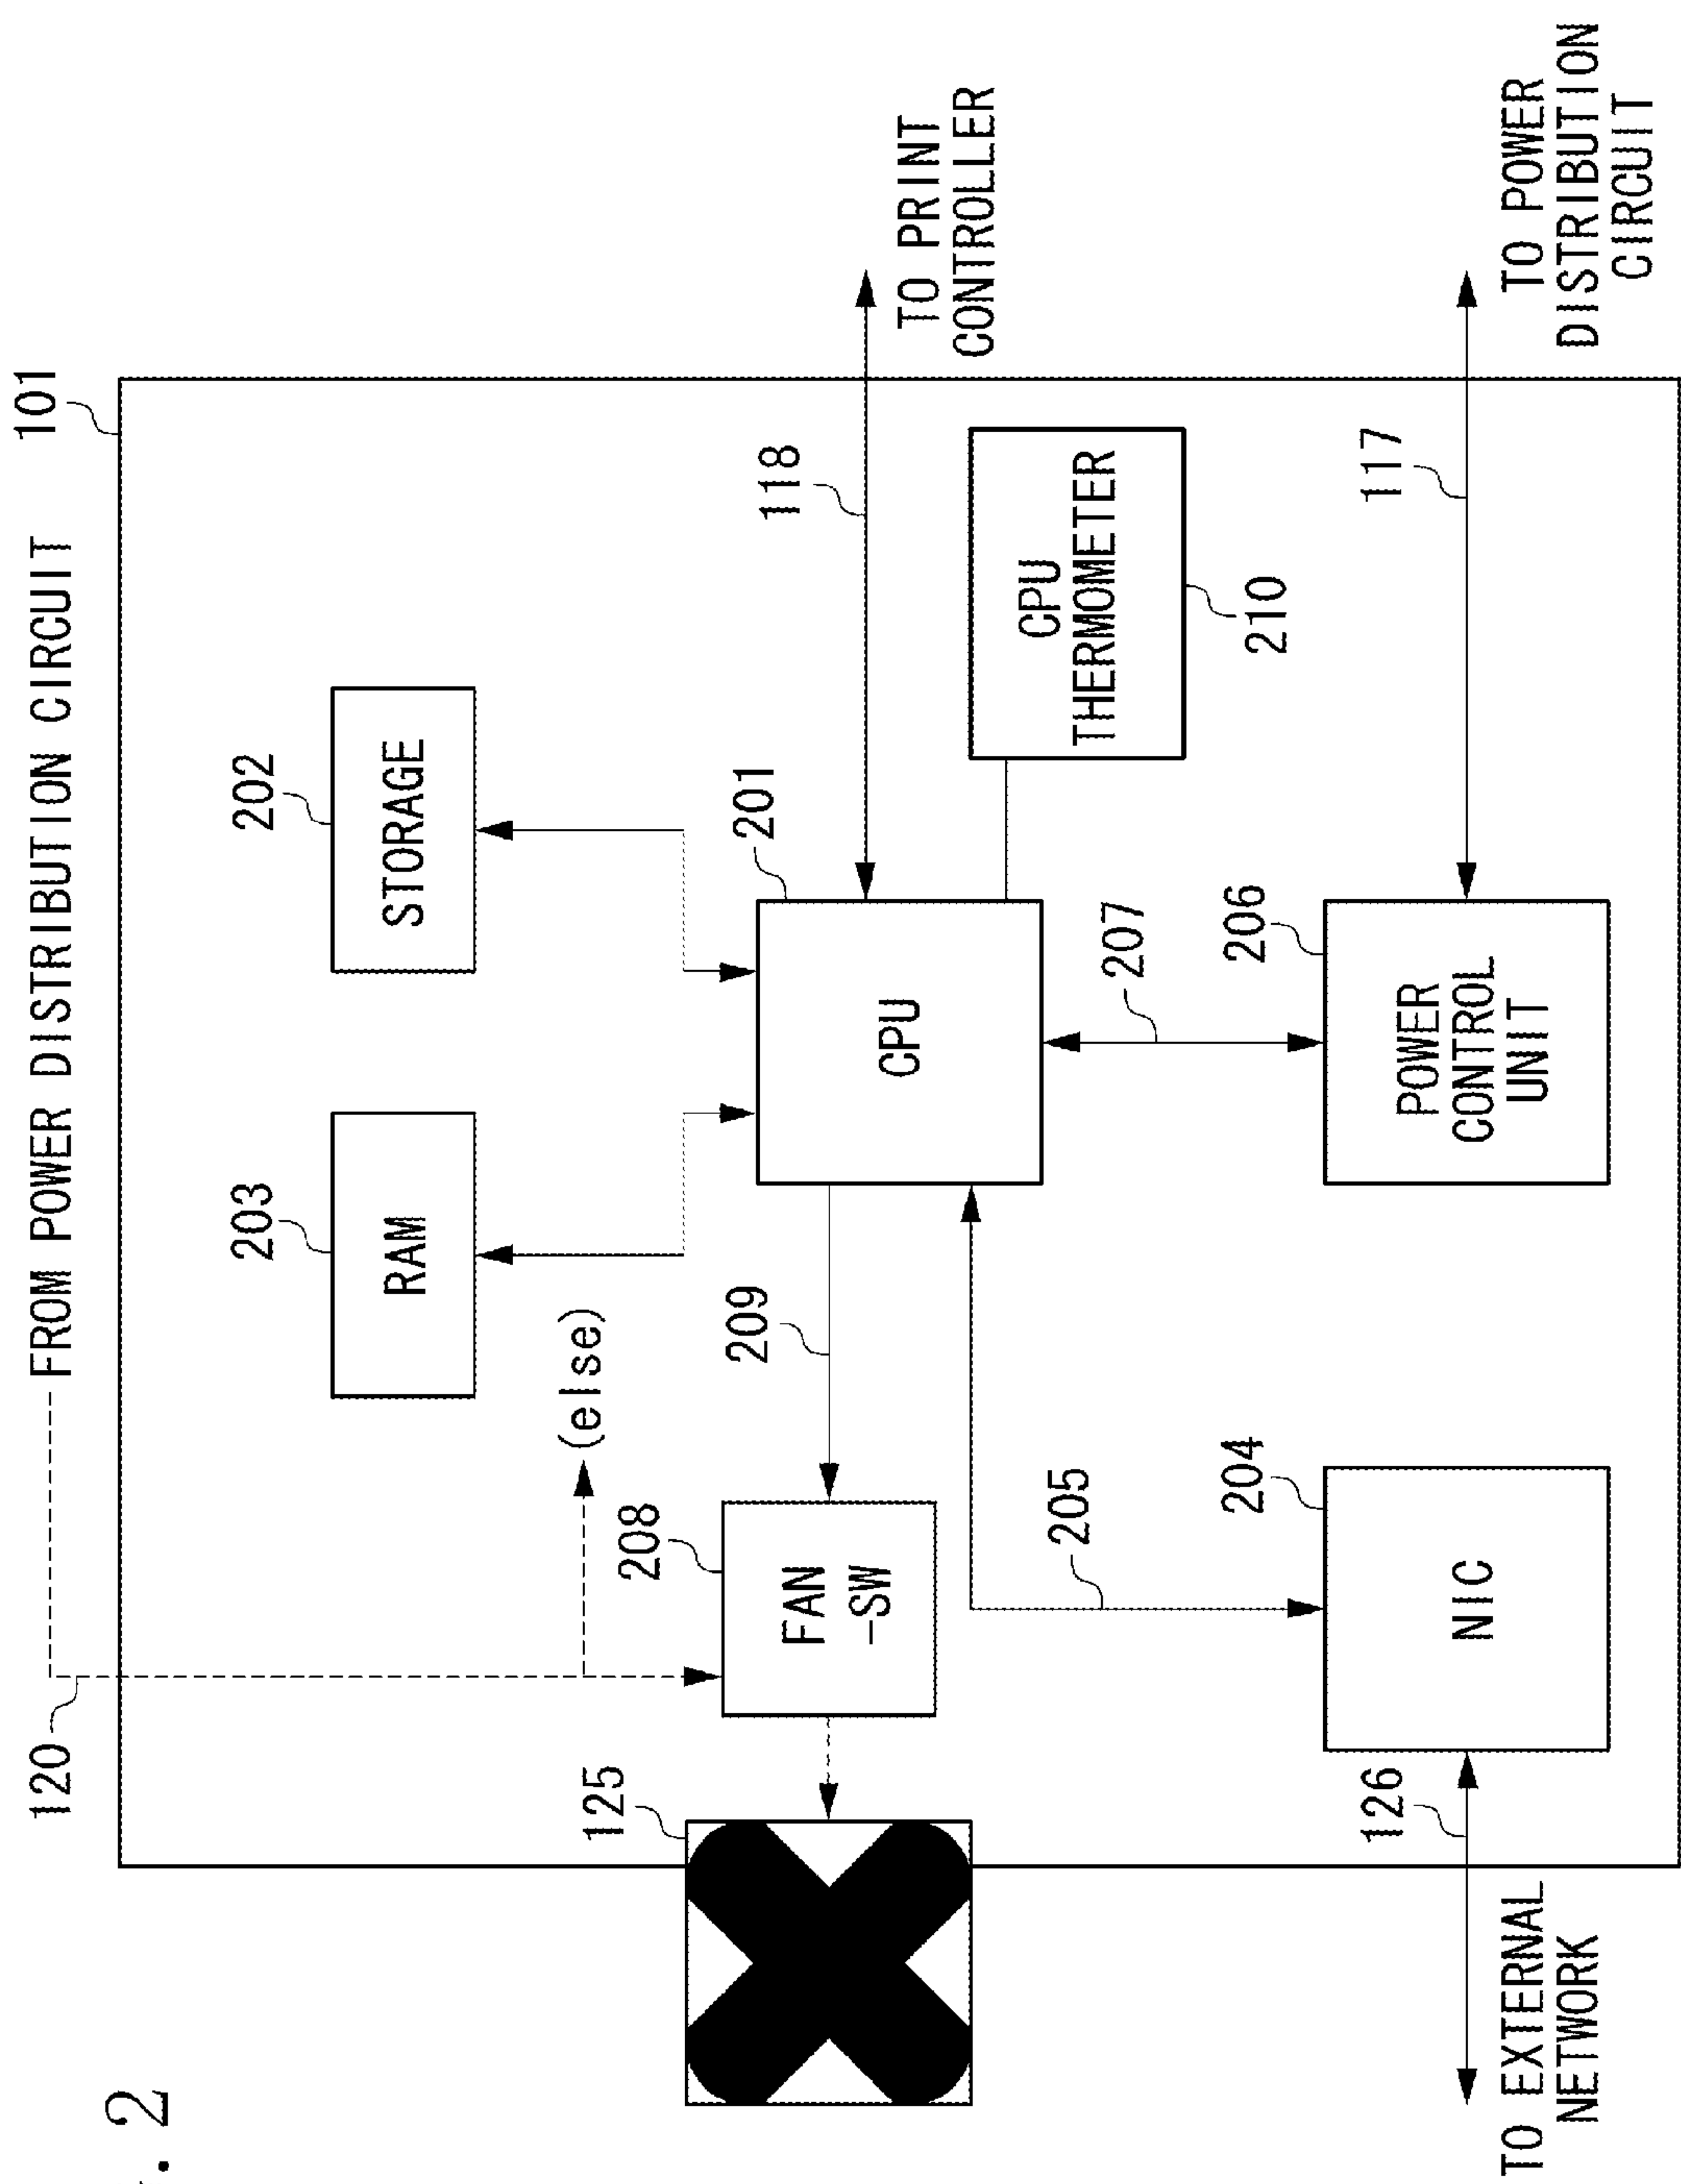 . 2
120
FROM POWER DISTRIBUTION CIRCUIT
101
203
202
RAM
STORAGE
(else)
125
208
209
201
118
FAN
-SW
CPU
TO PRINT
CONTROLLER
205
207
CPU
THERMOMETER
210
204
206
126
117
NIC
POWER
CONTROL
UNIT
TO EXTERNAL
NETWORK
TO POWER
DISTRIBUTION
CIRCUIT